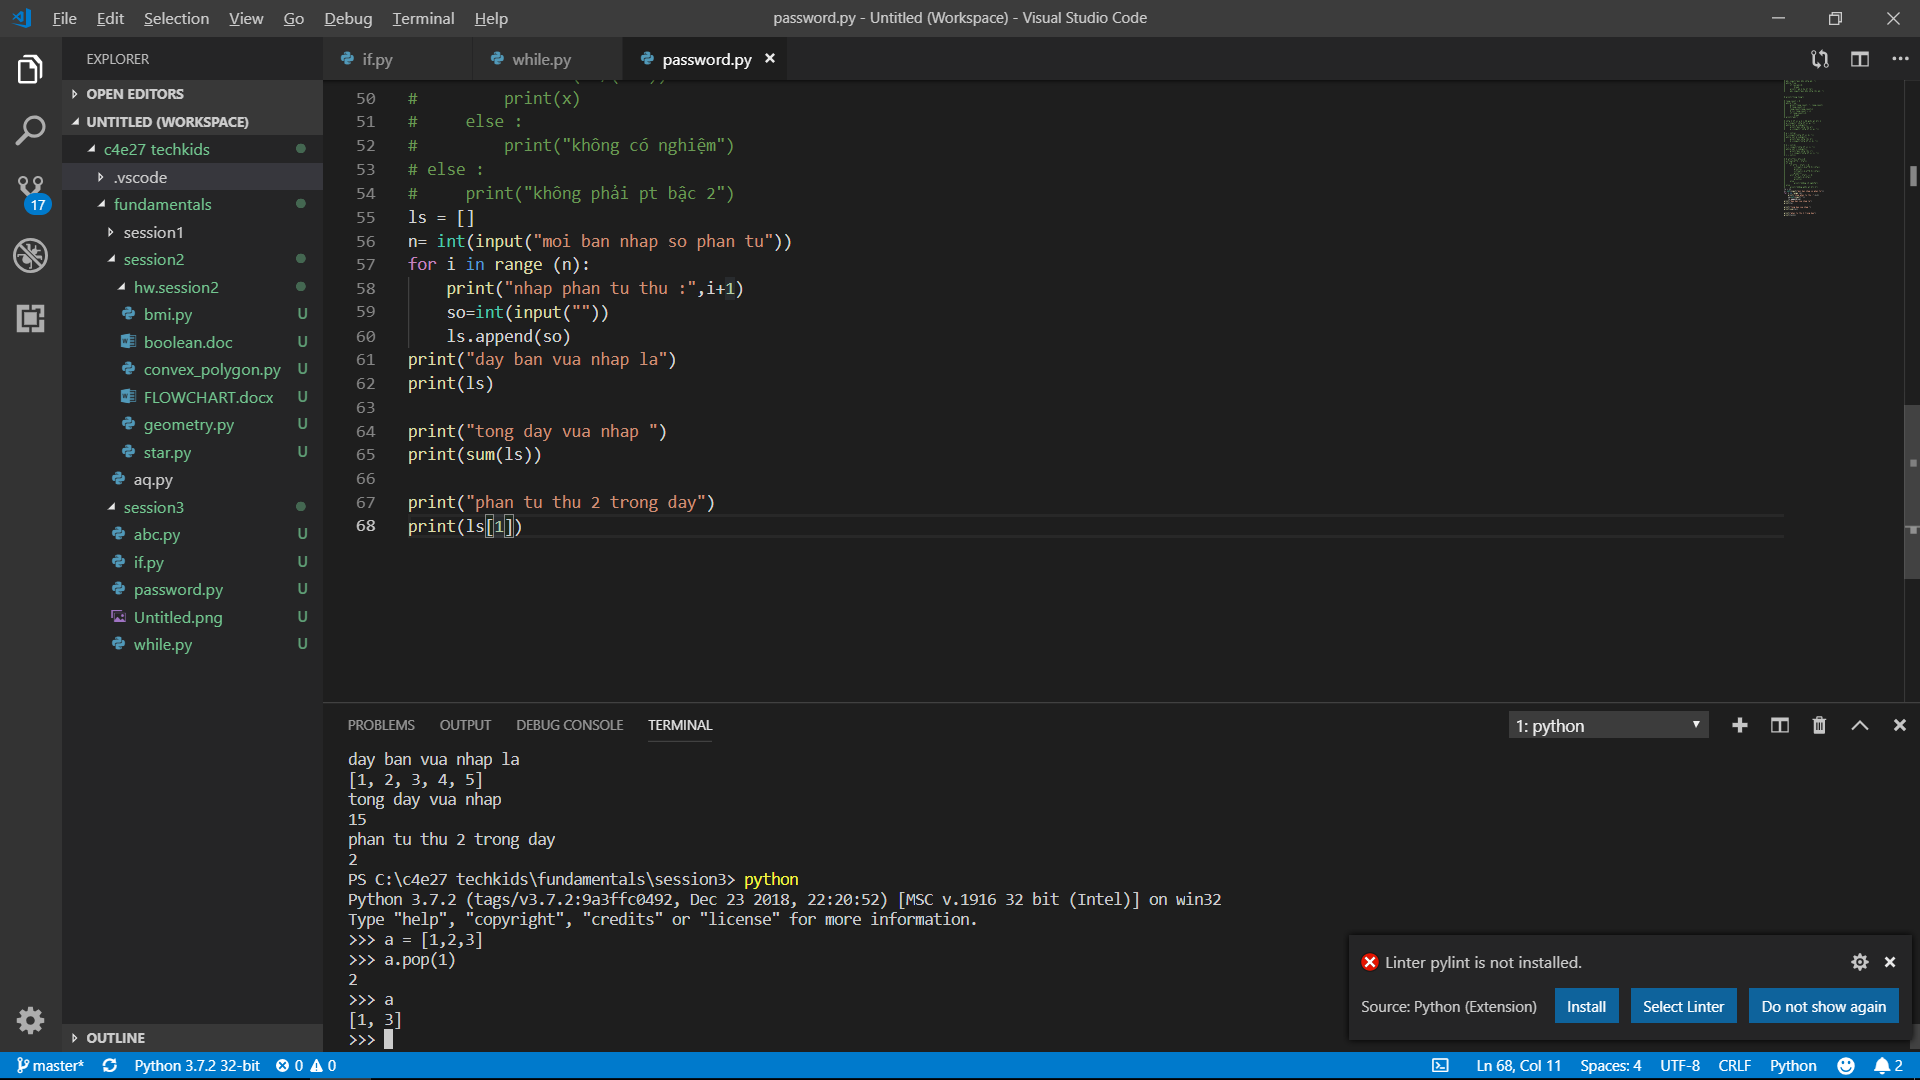 File Edit Selection View Go Debug Terminal Help
password.py - Untitled (Workspace) - Visual Studio Code
EXPLORER
OPEN EDITORS
UNTITLED (WORKSPACE)
c4e27 techkids
.vscode
17
fundamentals
session1
session2
hw.session2
bmi.py U
boolean.doc U
convex_polygon.py U
FLOWCHART.docx U
geometry.py U
star.py U
aq.py
session3
abc.py U
if.py U
password.py U
Untitled.png U
while.py U
OUTLINE
if.py while.py password.py
50 # print(x)
51 # else :
52 # print("không có nghiệm")
53 # else :
54 # print("không phải pt bậc 2")
55 ls = []
56 n= int(input("moi ban nhap so phan tu"))
57 for i in range (n):
58 print("nhap phan tu thu :",i+1)
59 so=int(input(""))
60 ls.append(so)
61 print("day ban vua nhap la")
62 print(ls)
63
64 print("tong day vua nhap ")
65 print(sum(ls))
66
67 print("phan tu thu 2 trong day")
68 print(ls[1])
PROBLEMS OUTPUT DEBUG CONSOLE TERMINAL
1: python
day ban vua nhap la
[1, 2, 3, 4, 5]
tong day vua nhap
15
phan tu thu 2 trong day
2
PS C:\c4e27 techkids\fundamentals\session3> python
Python 3.7.2 (tags/v3.7.2:9a3ffc0492, Dec 23 2018, 22:20:52) [MSC v.1916 32 bit (Intel)] on win32
Type "help", "copyright", "credits" or "license" for more information.
>>> a = [1,2,3]
>>> a.pop(1)
2
>>> a
[1, 3]
>>>
Linter pylint is not installed.
Source: Python (Extension) Install Select Linter Do not show again
master* Python 3.7.2 32-bit 0 0 Ln 68, Col 11 Spaces: 4 UTF-8 CRLF Python 2